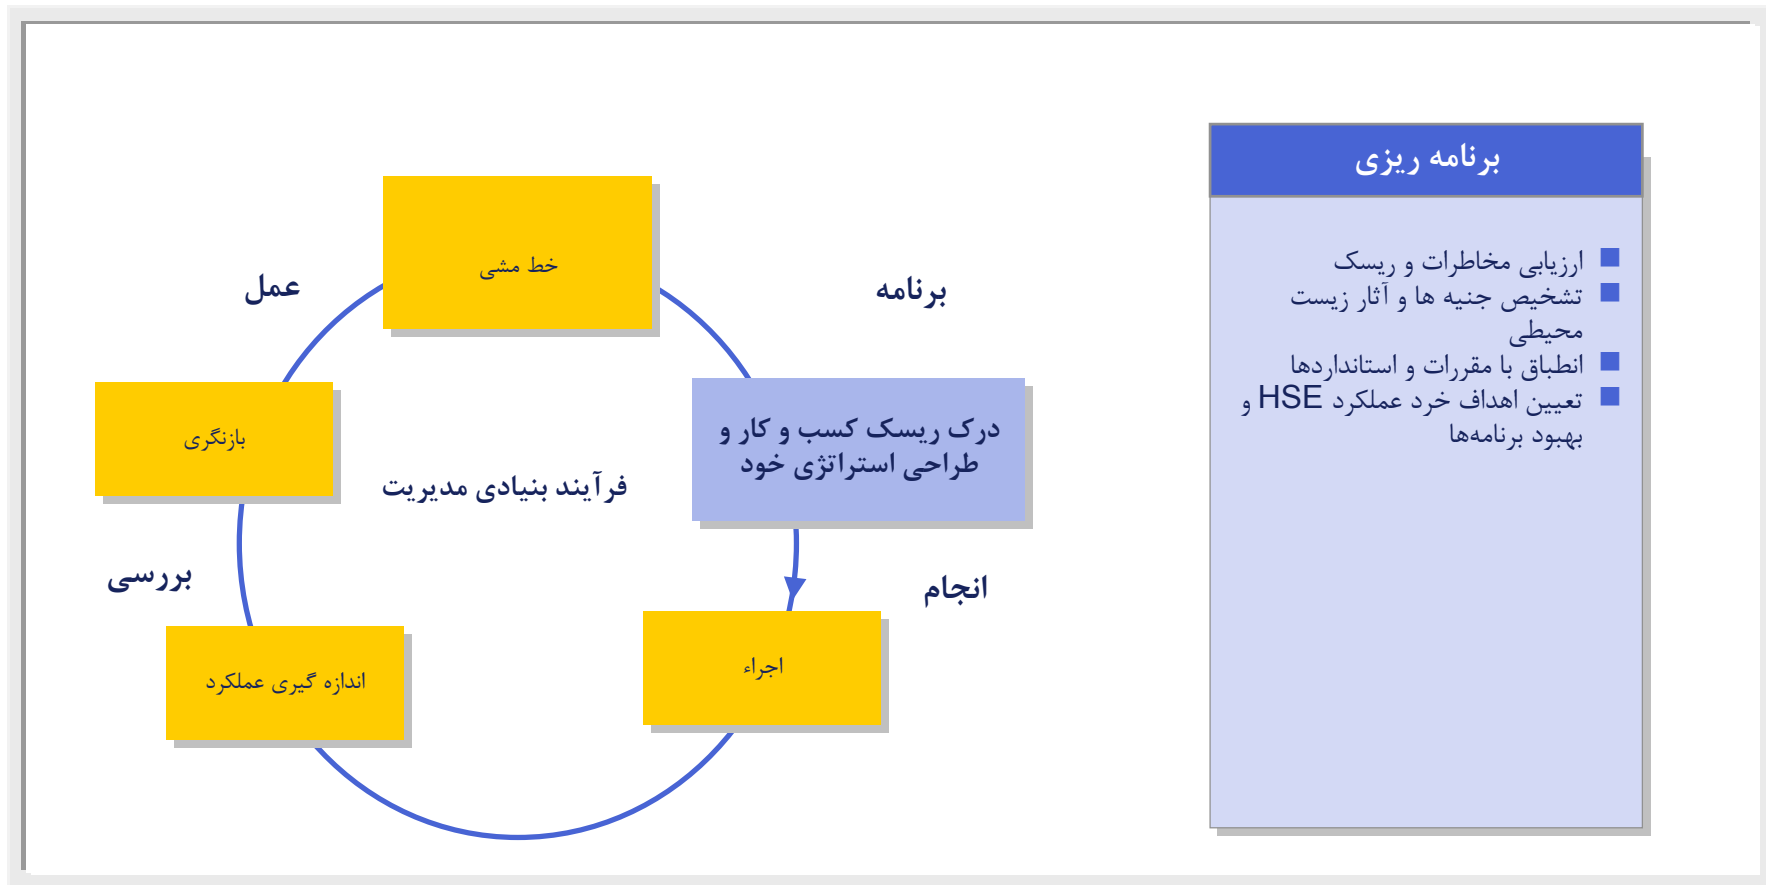 برنامه ریزی
ارزیابی مخاطرات و ریسک
تشخیص جنیه ها و آثار زیست
محیطی
انطباق با مقررات و استانداردها
تعیین اهداف خرد عملکرد HSE و
بهبود برنامه‌ها
خط مشی
برنامه
عمل
درک ریسک کسب و کار و
طراحی استراتژی خود
بازنگری
فرآیند بنیادی مدیریت
انجام
بررسی
اجراء
اندازه گیری عملکرد